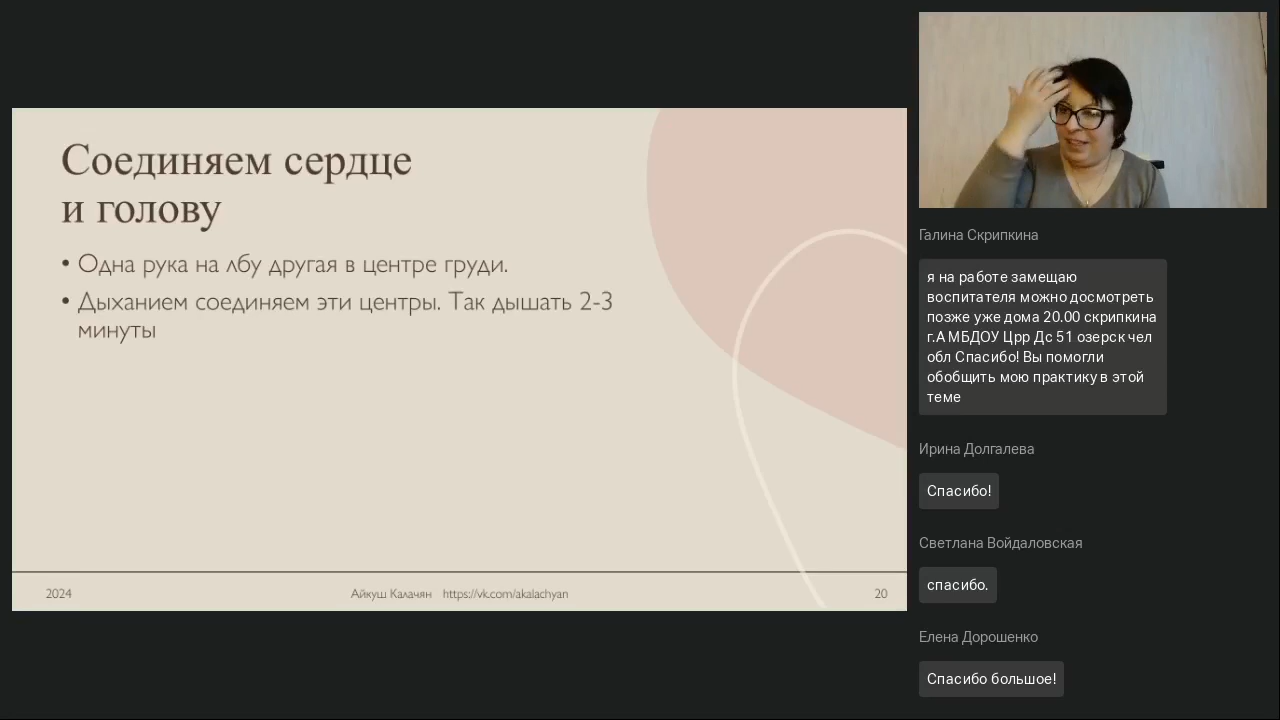 Соединяем сердце
и голову
• Одна рука на лбу другая в центре груди.
• Дыханием соединяем эти центры. Так дышать 2-3
минуты
2024
Айкуш Калачян https://vk.com/akalachyan
20
Галина Скрипкина
я на работе замещаю
воспитателя можно досмотреть
позже уже дома 20.00 скрипкина
г.А МБДОУ Црр Дс 51 озерск чел
обл Спасибо! Вы помогли
обобщить мою практику в этой
теме
Ирина Долгалева
Спасибо!
Светлана Войдаловская
спасибо.
Елена Дорошенко
Спасибо большое!